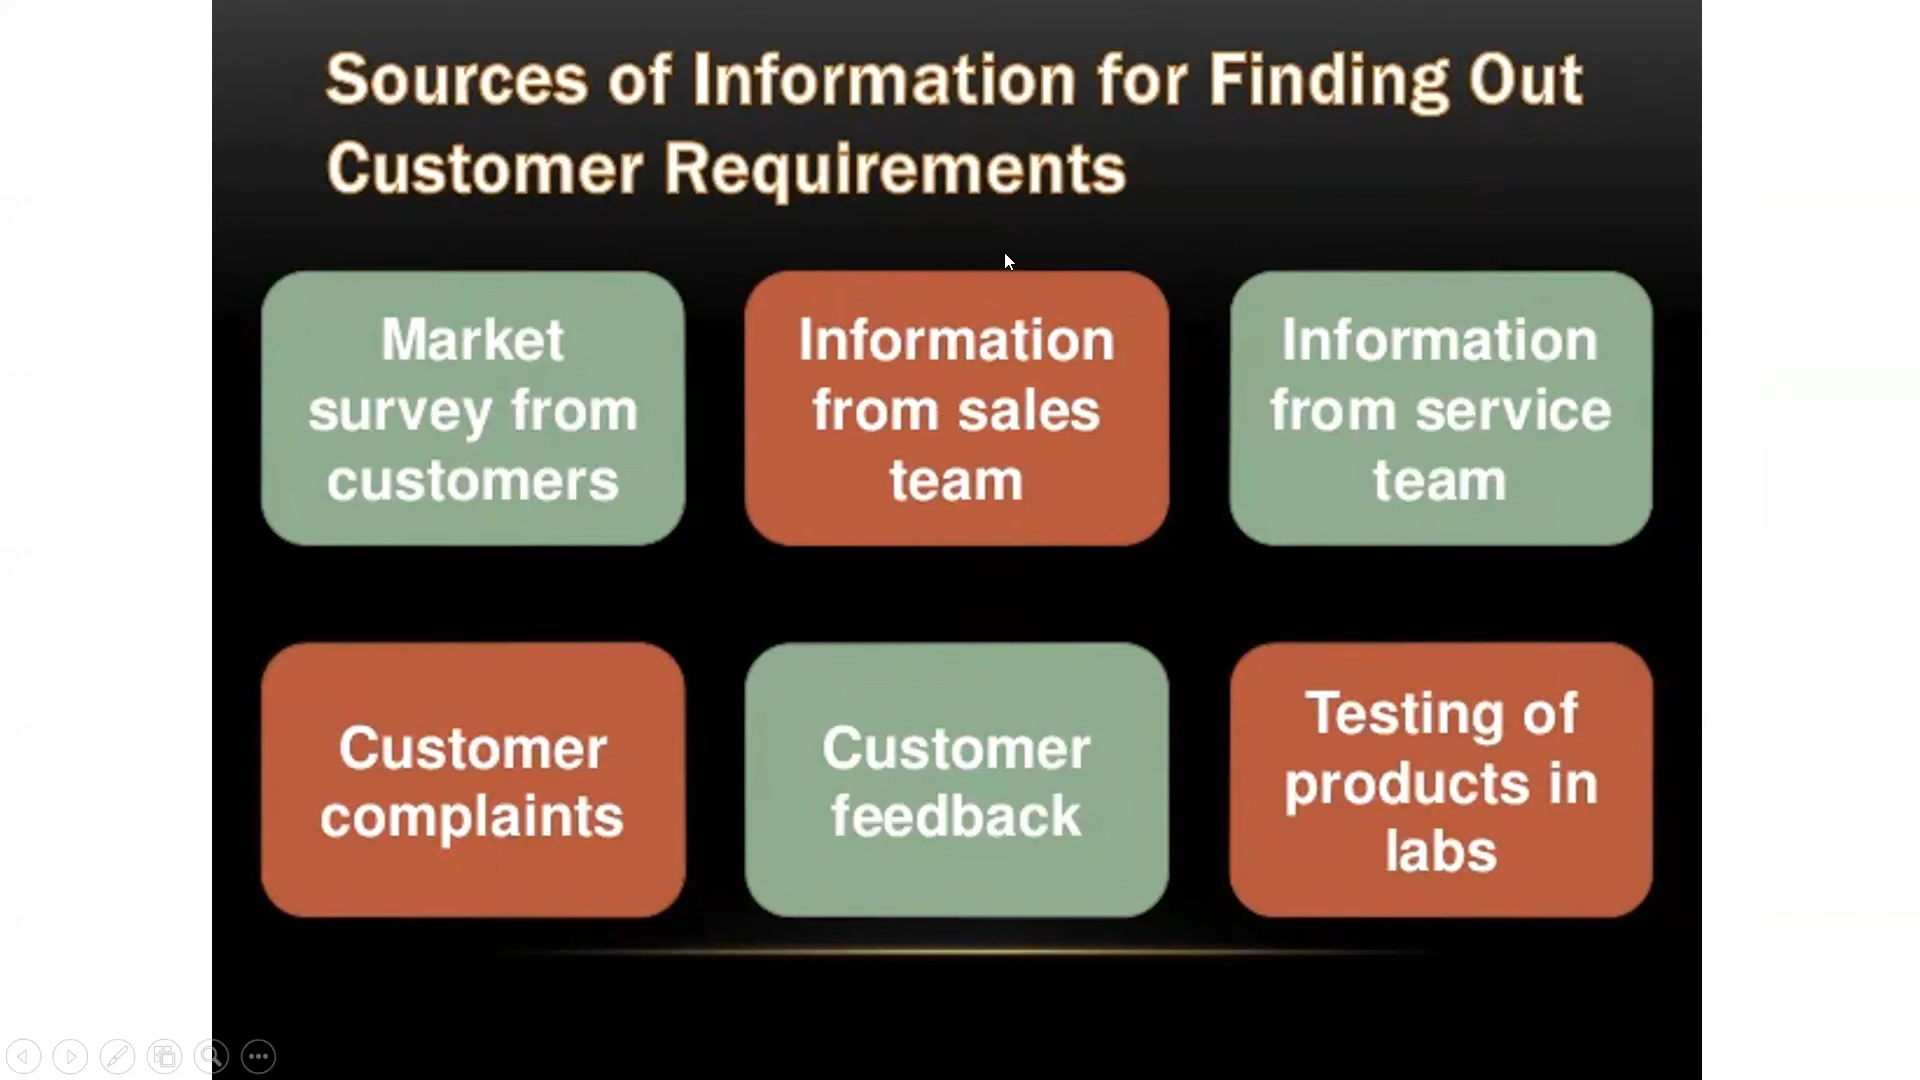 Sources of Information for Finding Out
Customer Requirements
Market
survey from
customers
Information
from sales
team
Information
from service
team
Customer
complaints
Customer
feedback
Testing of
products in
labs